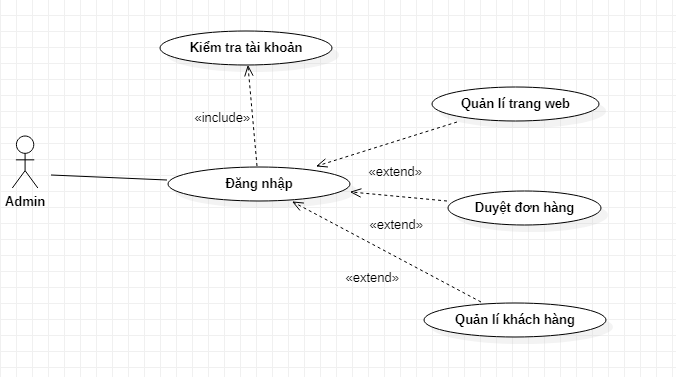 Kiểm tra tài khoản
«include»
Quản lí trang web
«extend»
Đăng nhập
Admin
Duyệt đơn hàng
«extend»
«extend»
Quản lí khách hàng